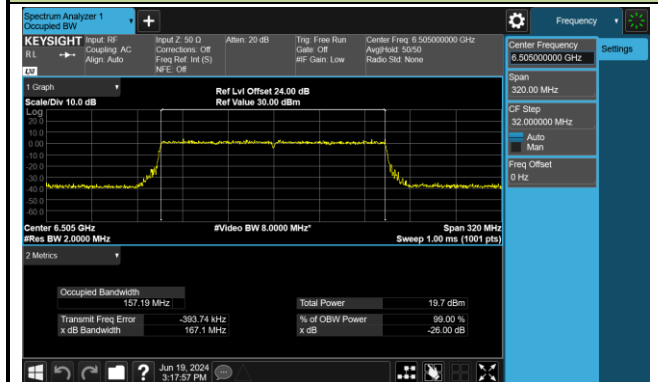 Spectrum Analyzer 1
Occupied BW
Frequency
KEYSIGHT
R L
Input: RF
Coupling: AC
Align: Auto
Input Z: 50 Ω
Corrections: Off
Freq Ref: Int (S)
NFE: Off
Atten: 20 dB
Trig: Free Run
Gate: Off
#IF Gain: Low
Center Freq: 6.505000000 GHz
Avg|Hold: 50/50
Radio Std: None
Center Frequency
6.505000000 GHz
Settings
Span
320.00 MHz
CF Step
32.000000 MHz
Auto
Man
Freq Offset
0 Hz
1 Graph
Scale/Div 10.0 dB
Ref Lvl Offset 24.00 dB
Ref Value 30.00 dBm
Log
20.0
10.0
0.00
-10.0
-20.0
-30.0
-40.0
-50.0
-60.0
Center 6.505 GHz
#Res BW 2.0000 MHz
#Video BW 8.0000 MHz*
Span 320 MHz
Sweep 1.00 ms (1001 pts)
2 Metrics
Occupied Bandwidth
157.19 MHz
Total Power 19.7 dBm
Transmit Freq Error -393.74 kHz
% of OBW Power 99.00 %
x dB Bandwidth 167.1 MHz
x dB -26.00 dB
Jun 19, 2024
3:17:57 PM